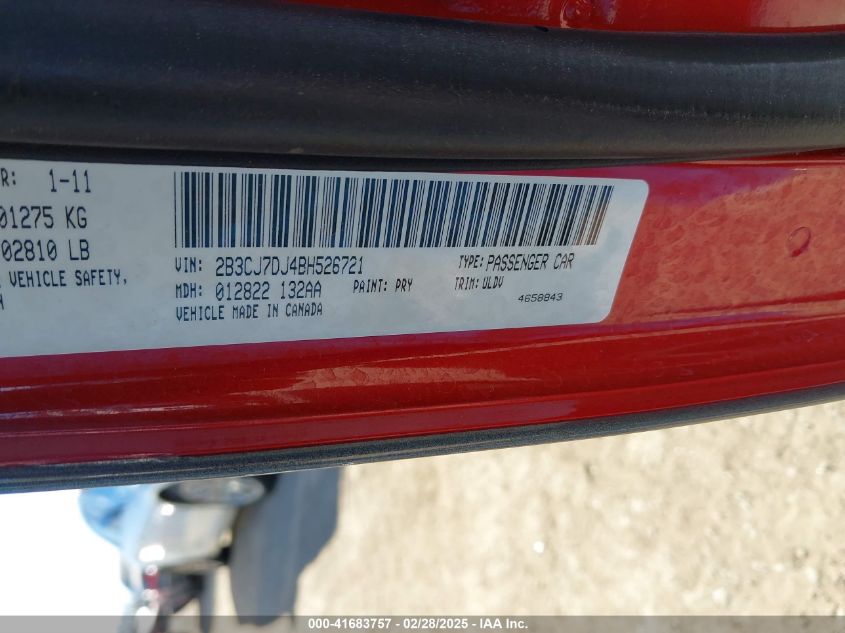 R: 1-11
01275 KG
02810 LB
VEHICLE SAFETY,
VIN: 2B3CJ7DJ4BH526721 TYPE: PASSENGER CAR
MDH: 012822 132AA PAINT: PRY TRIM: ULDV
VEHICLE MADE IN CANADA 4658843
000-41683757 - 02/28/2025 - IAA Inc.